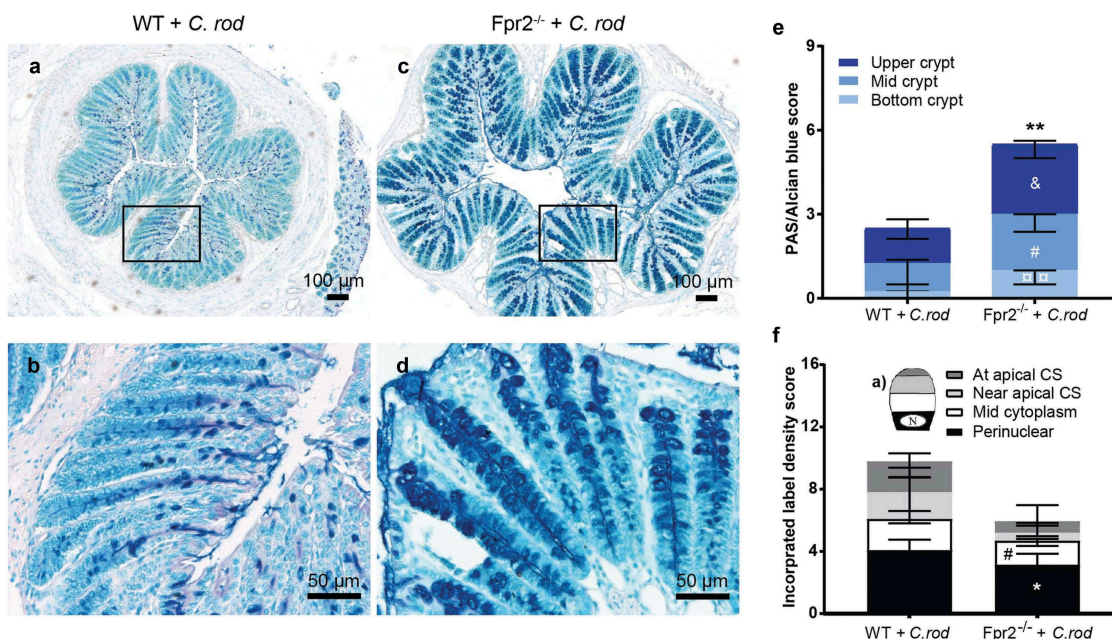 WT + C. rod
Fpr2-/- + C. rod
a
100 µm
c
100 µm
b
50 µm
d
50 µm
e
PAS/Alcian blue score
9
6
3
0
Upper crypt
Mid crypt
Bottom crypt
**
&
#
¤ ¤
WT + C.rod
Fpr2-/- + C.rod
f
Incorprated label density score
16
12
8
4
0
a)
N
At apical CS
Near apical CS
Mid cytoplasm
Perinuclear
#
*
WT + C.rod
Fpr2-/- + C.rod